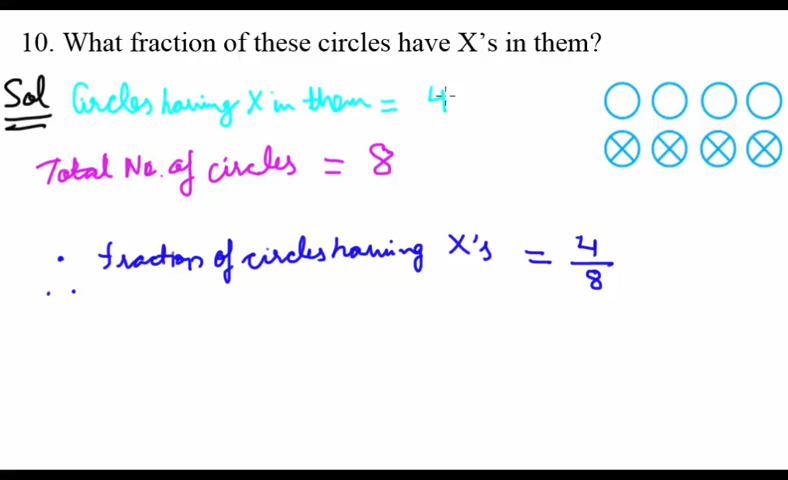 10. What fraction of these circles have X's in them?
Sol Circles having X in them = 4
Total No. of circles = 8
∴ fraction of circles having X's = 4/8